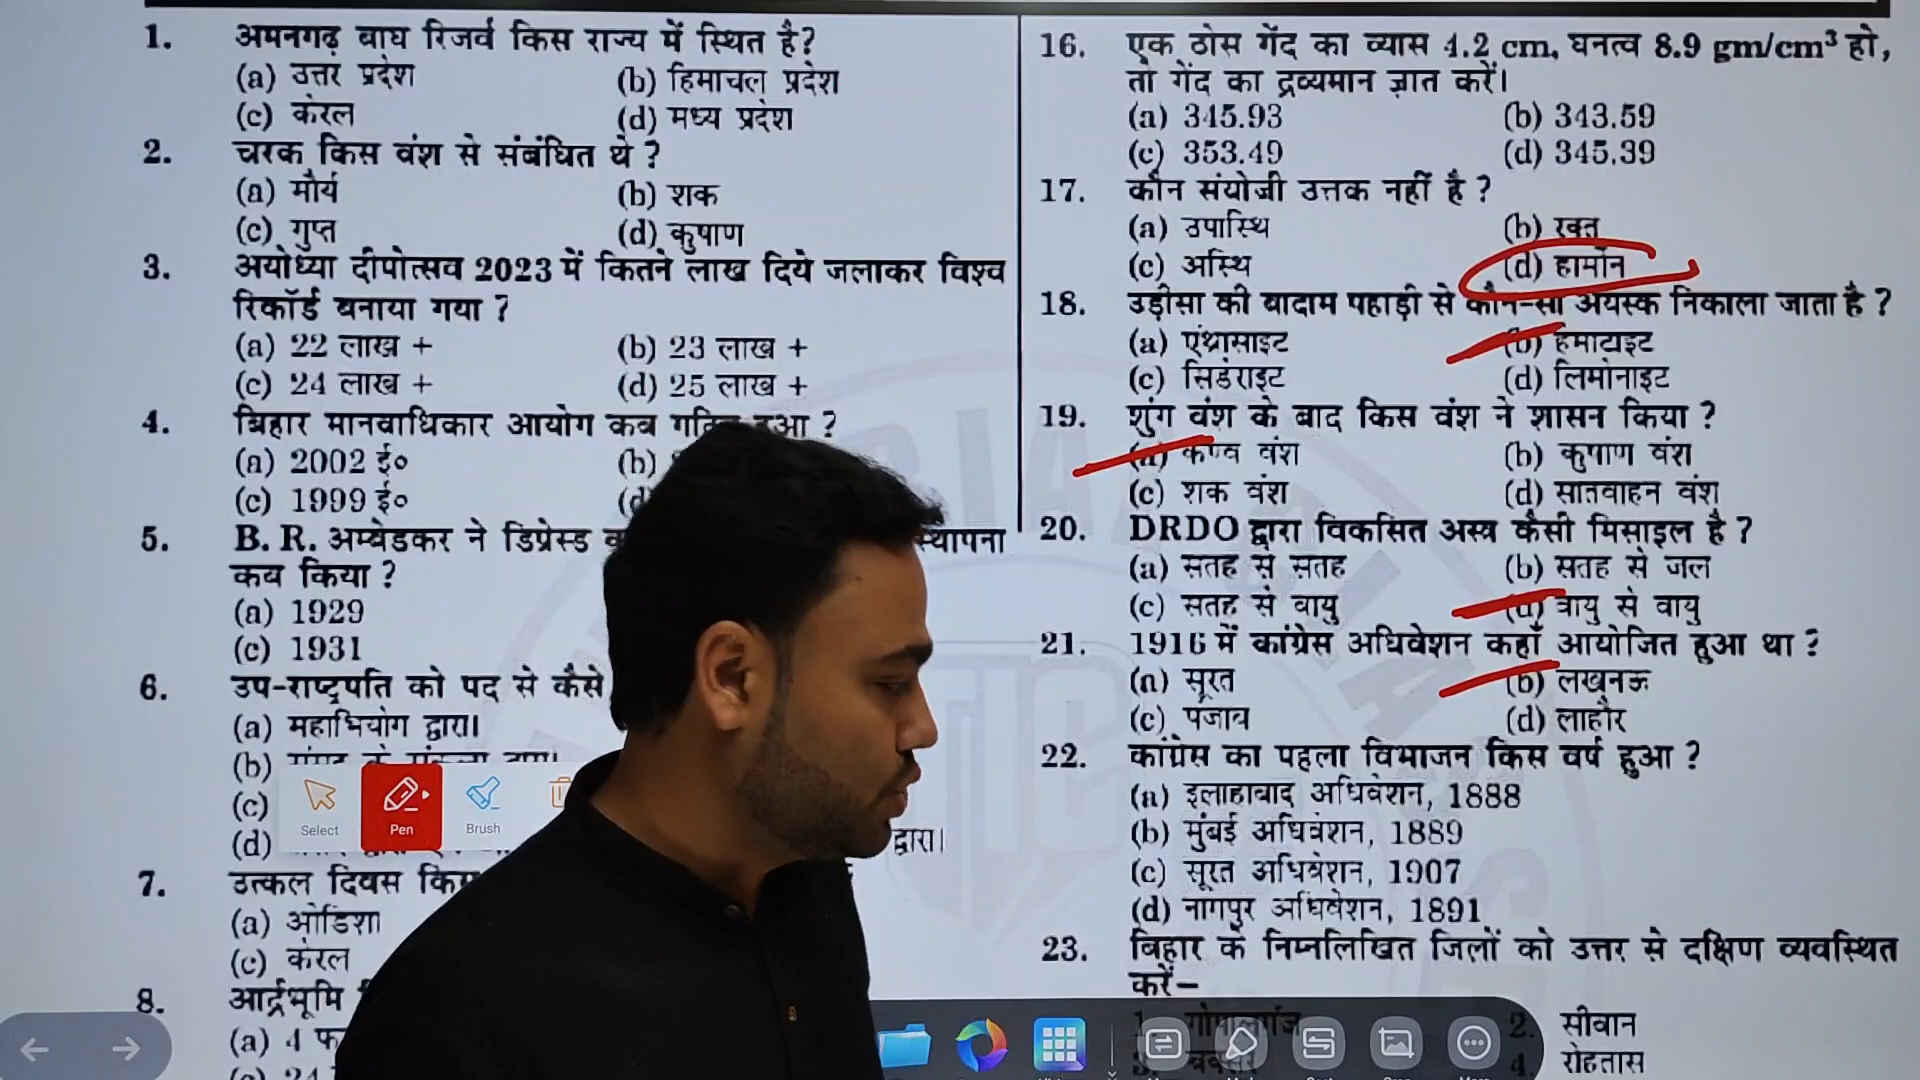 1. अमनगढ़ बाघ रिजर्व किस राज्य में स्थित है?
(a) उत्तर प्रदेश (b) हिमाचल प्रदेश
(c) केरल (d) मध्य प्रदेश
2. चरक किस वंश से संबंधित थे ?
(a) मौर्य (b) शक
(c) गुप्त (d) कुषाण
3. अयोध्या दीपोत्सव 2023 में कितने लाख दिये जलाकर विश्व
रिकॉर्ड बनाया गया ?
(a) 22 लाख + (b) 23 लाख +
(c) 24 लाख + (d) 25 लाख +
4. बिहार मानवाधिकार आयोग कब हुआ ?
(a) 2002 ई० (b)
(c) 1999 ई० (d)
5. B. R. अम्बेडकर ने डिप्रेस्ड स्थापना
कब किया ?
(a) 1929
(c) 1931
6. उप-राष्ट्रपति को पद से कैसे
(a) महाभियोग द्वारा।
(b)
(c)
(d) द्वारा।
7. उत्कल दिवस किस
(a) ओडिशा
(c) केरल
8. आर्द्रभूमि
(a) 4
16. एक ठोस गेंद का व्यास 4.2 cm, घनत्व 8.9 gm/cm³ हो,
तो गेंद का द्रव्यमान ज्ञात करें।
(a) 345.93 (b) 343.59
(c) 353.49 (d) 345.39
17. कौन संयोजी उत्तक नहीं है ?
(a) उपास्थि (b) रक्त
(c) अस्थि (d) हार्मोन
18. उड़ीसा की बादाम पहाड़ी से कौन-सा अयस्क निकाला जाता है ?
(a) एंथ्रासाइट (b) हेमाटाइट
(c) सिडेराइट (d) लिमोनाइट
19. शुंग वंश के बाद किस वंश ने शासन किया ?
(a) कण्व वंश (b) कुषाण वंश
(c) शक वंश (d) सातवाहन वंश
20. DRDO द्वारा विकसित अस्त्र कैसी मिसाइल है ?
(a) सतह से सतह (b) सतह से जल
(c) सतह से वायु (d) वायु से वायु
21. 1916 में कांग्रेस अधिवेशन कहाँ आयोजित हुआ था ?
(a) सूरत (b) लखनऊ
(c) पंजाब (d) लाहौर
22. कांग्रेस का पहला विभाजन किस वर्ष हुआ ?
(a) इलाहाबाद अधिवेशन, 1888
(b) मुंबई अधिवेशन, 1889
(c) सूरत अधिवेशन, 1907
(d) नागपुर अधिवेशन, 1891
23. बिहार के निम्नलिखित जिलों को उत्तर से दक्षिण व्यवस्थित
करें–
1. गोपालगंज 2. सीवान
3. बक्सर 4. रोहतास
Select Pen Brush